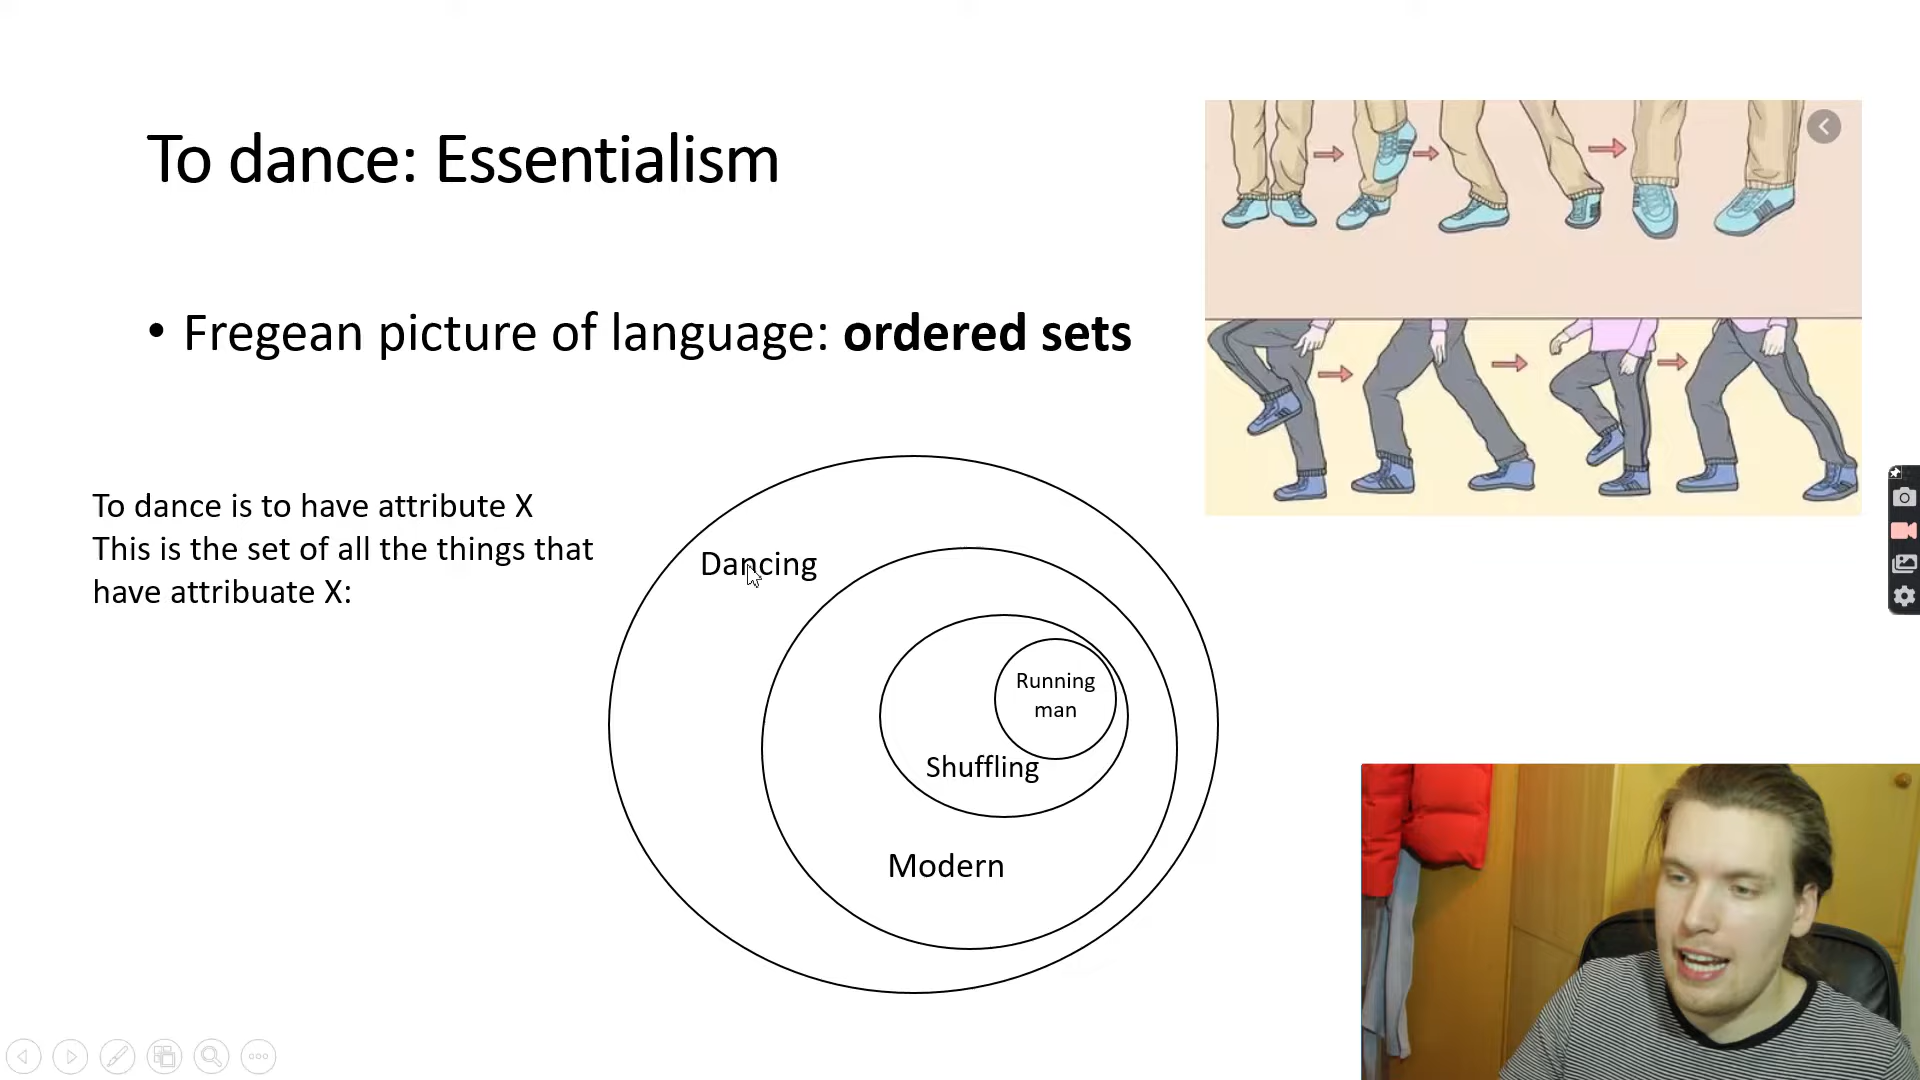 To dance: Essentialism
• Fregean picture of language: ordered sets
To dance is to have attribute X
This is the set of all the things that
have attribuate X:
Dancing
Running
man
Shuffling
Modern